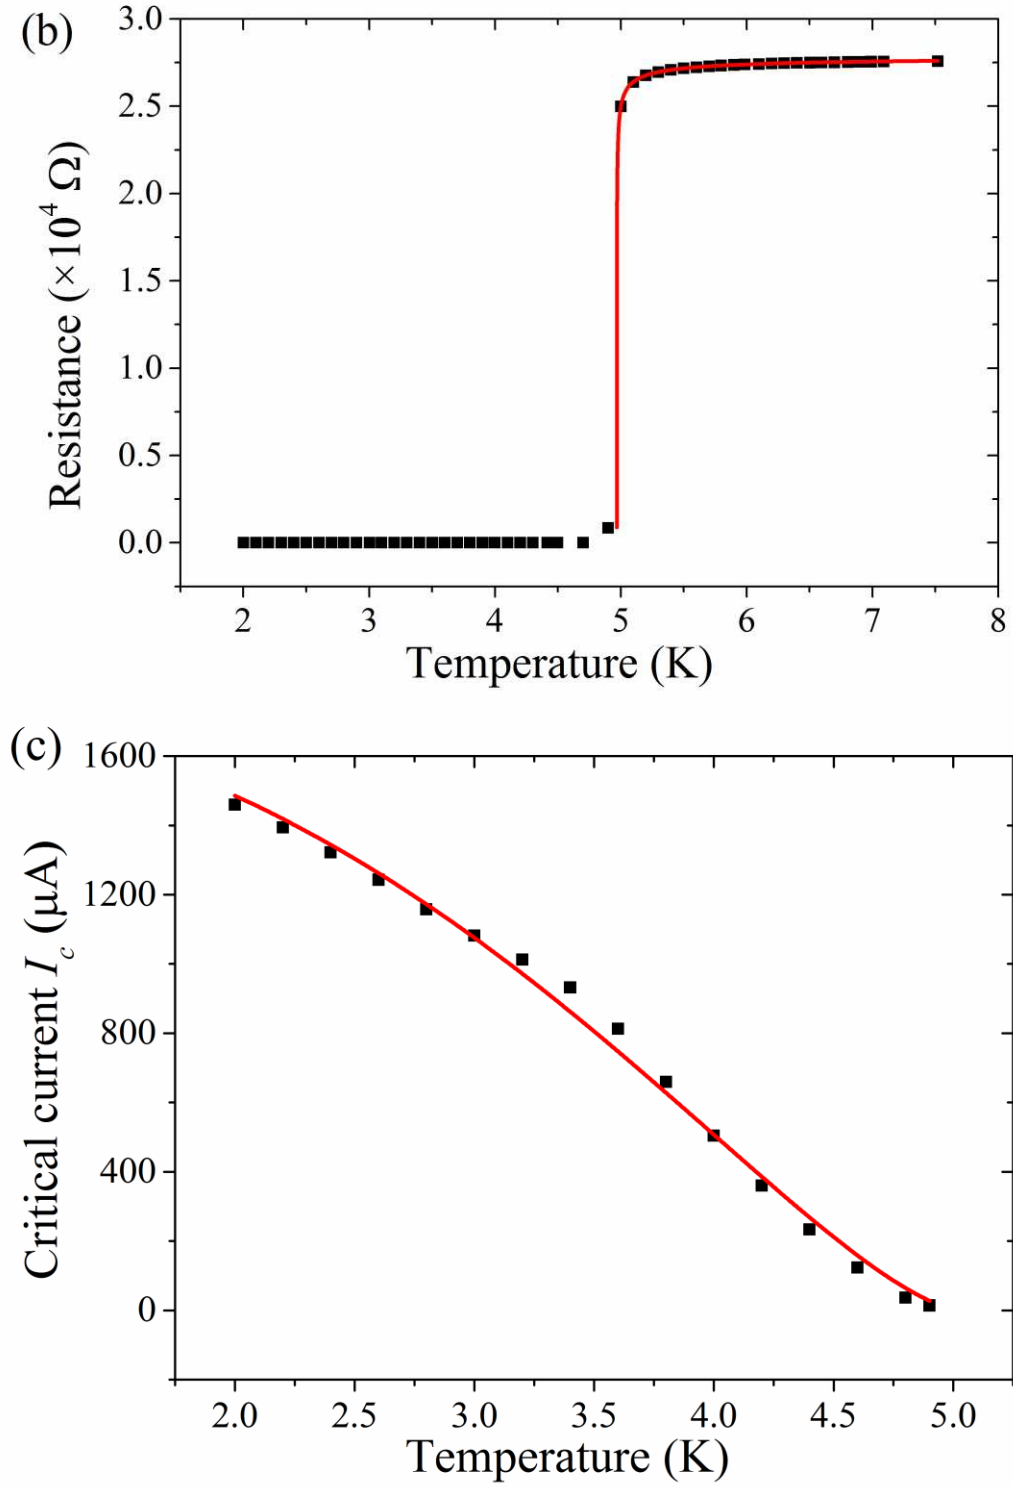 (b)
3.0
2.5
2.0
1.5
1.0
0.5
0.0
Resistance (×10⁴ Ω)
2 3 4 5 6 7 8
Temperature (K)
(c)
1600
1200
800
400
0
Critical current I_c (μA)
2.0 2.5 3.0 3.5 4.0 4.5 5.0
Temperature (K)